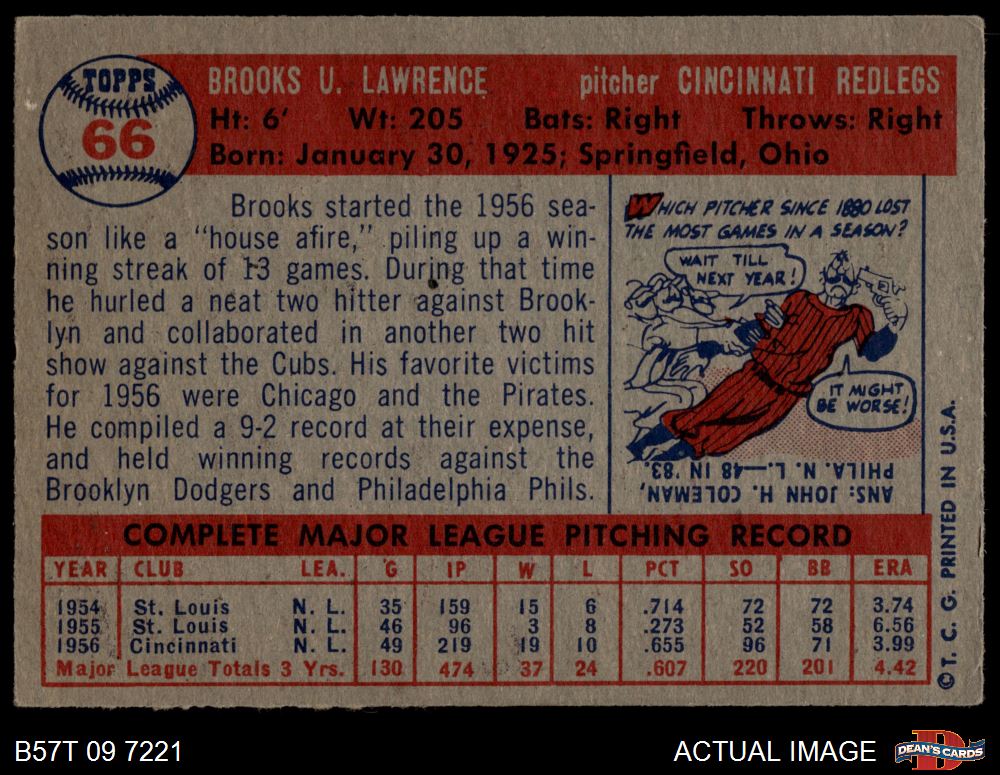 TOPPS
66
BROOKS U. LAWRENCE pitcher CINCINNATI REDLEGS
Ht: 6' Wt: 205 Bats: Right Throws: Right
Born: January 30, 1925; Springfield, Ohio
Brooks started the 1956 sea-
son like a "house afire," piling up a win-
ning streak of 13 games. During that time
he hurled a neat two hitter against Brook-
lyn and collaborated in another two hit
show against the Cubs. His favorite victims
for 1956 were Chicago and the Pirates.
He compiled a 9-2 record at their expense,
and held winning records against the
Brooklyn Dodgers and Philadelphia Phils.
WHICH PITCHER SINCE 1880 LOST
THE MOST GAMES IN A SEASON?
WAIT TILL
NEXT YEAR!
IT MIGHT
BE WORSE!
ANS: JOHN H. COLEMAN,
PHILA. N. L.—48 IN '83.
COMPLETE MAJOR LEAGUE PITCHING RECORD
YEAR CLUB LEA. G IP W L PCT SO BB ERA
1954 St. Louis N. L. 35 159 15 6 .714 72 72 3.74
1955 St. Louis N. L. 46 96 3 8 .273 52 58 6.56
1956 Cincinnati N. L. 49 219 19 10 .655 96 71 3.99
Major League Totals 3 Yrs. 130 474 37 24 .607 220 201 4.42
© T. C. G. PRINTED IN U.S.A.
B57T 09 7221 ACTUAL IMAGE
DEAN'S CARDS